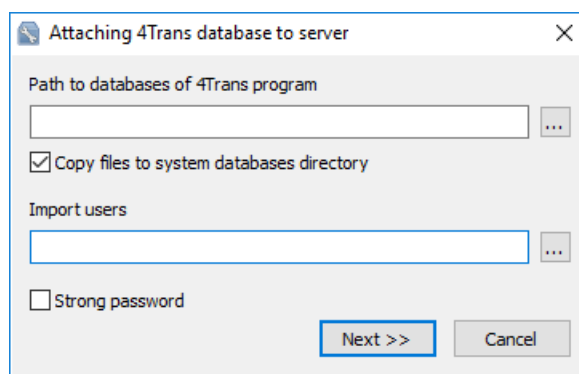 Attaching 4Trans database to server
Path to databases of 4Trans program
...
Copy files to system databases directory
Import users
...
Strong password
Next >> Cancel